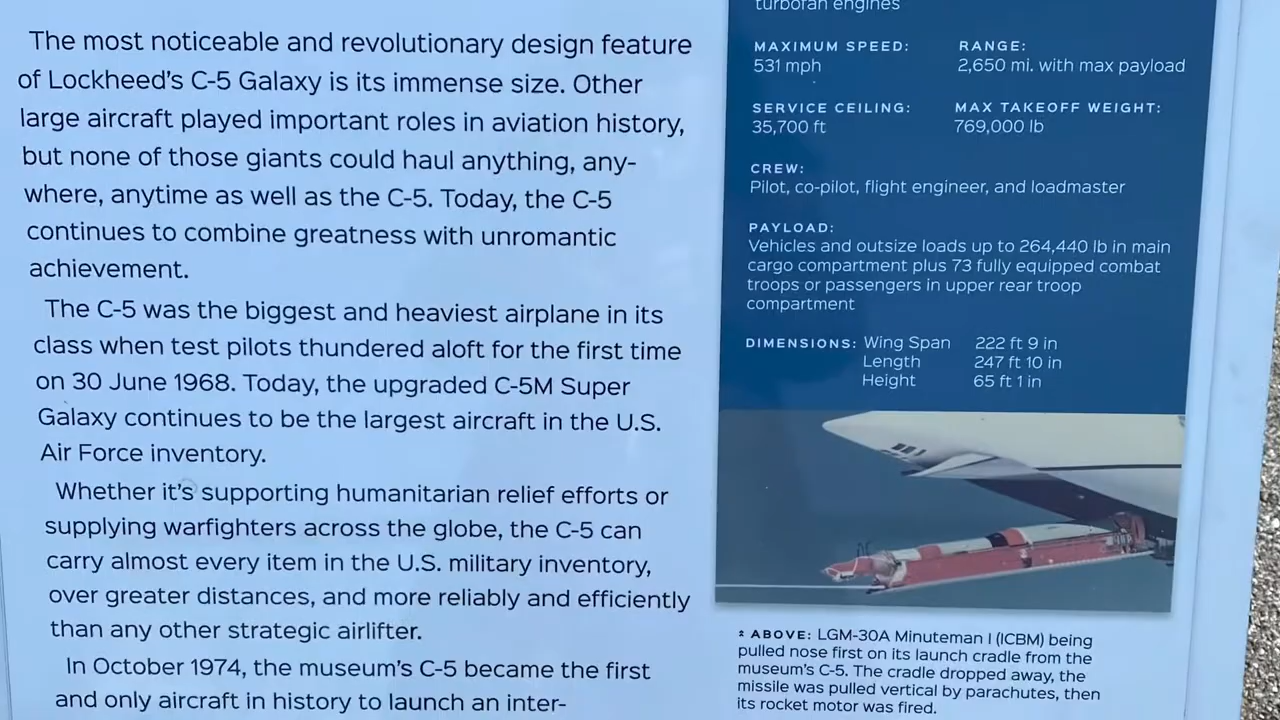 The most noticeable and revolutionary design feature
of Lockheed's C-5 Galaxy is its immense size. Other
large aircraft played important roles in aviation history,
but none of those giants could haul anything, any-
where, anytime as well as the C-5. Today, the C-5
continues to combine greatness with unromantic
achievement.
The C-5 was the biggest and heaviest airplane in its
class when test pilots thundered aloft for the first time
on 30 June 1968. Today, the upgraded C-5M Super
Galaxy continues to be the largest aircraft in the U.S.
Air Force inventory.
Whether it's supporting humanitarian relief efforts or
supplying warfighters across the globe, the C-5 can
carry almost every item in the U.S. military inventory,
over greater distances, and more reliably and efficiently
than any other strategic airlifter.
In October 1974, the museum's C-5 became the first
and only aircraft in history to launch an inter-
turbofan engines
MAXIMUM SPEED: RANGE:
531 mph 2,650 mi. with max payload
SERVICE CEILING: MAX TAKEOFF WEIGHT:
35,700 ft 769,000 lb
CREW:
Pilot, co-pilot, flight engineer, and loadmaster
PAYLOAD:
Vehicles and outsize loads up to 264,440 lb in main
cargo compartment plus 73 fully equipped combat
troops or passengers in upper rear troop
compartment
DIMENSIONS: Wing Span 222 ft 9 in
Length 247 ft 10 in
Height 65 ft 1 in
ABOVE: LGM-30A Minuteman I (ICBM) being
pulled nose first on its launch cradle from the
museum's C-5. The cradle dropped away, the
missile was pulled vertical by parachutes, then
its rocket motor was fired.